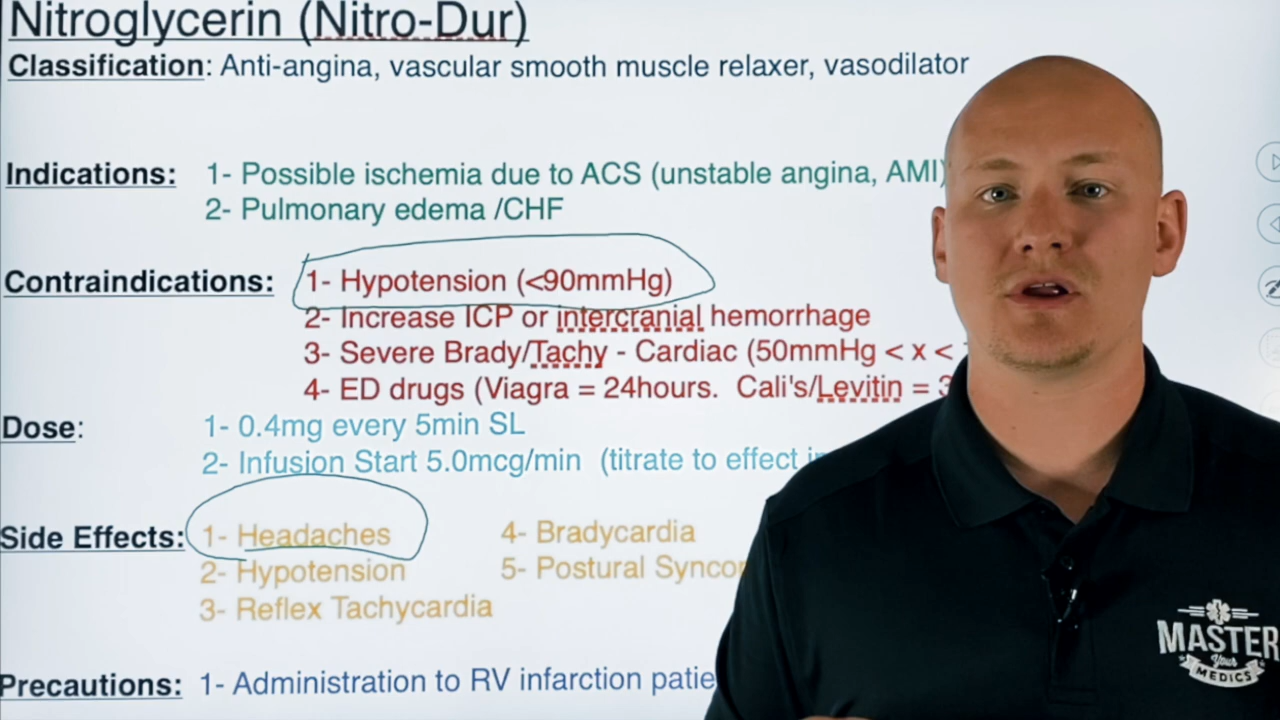 Nitroglycerin (Nitro-Dur)
Classification: Anti-angina, vascular smooth muscle relaxer, vasodilator
Indications: 1- Possible ischemia due to ACS (unstable angina, AMI)
2- Pulmonary edema /CHF
Contraindications: 1- Hypotension (<90mmHg)
2- Increase ICP or intercranial hemorrhage
3- Severe Brady/Tachy - Cardiac (50mmHg < x <
4- ED drugs (Viagra = 24hours. Cali's/Levitin = 3
Dose: 1- 0.4mg every 5min SL
2- Infusion Start 5.0mcg/min (titrate to effect
Side Effects: 1- Headaches 4- Bradycardia
2- Hypotension 5- Postural
3- Reflex Tachycardia
Precautions: 1- Administration to RV infarction
MASTER
Your
MEDICS